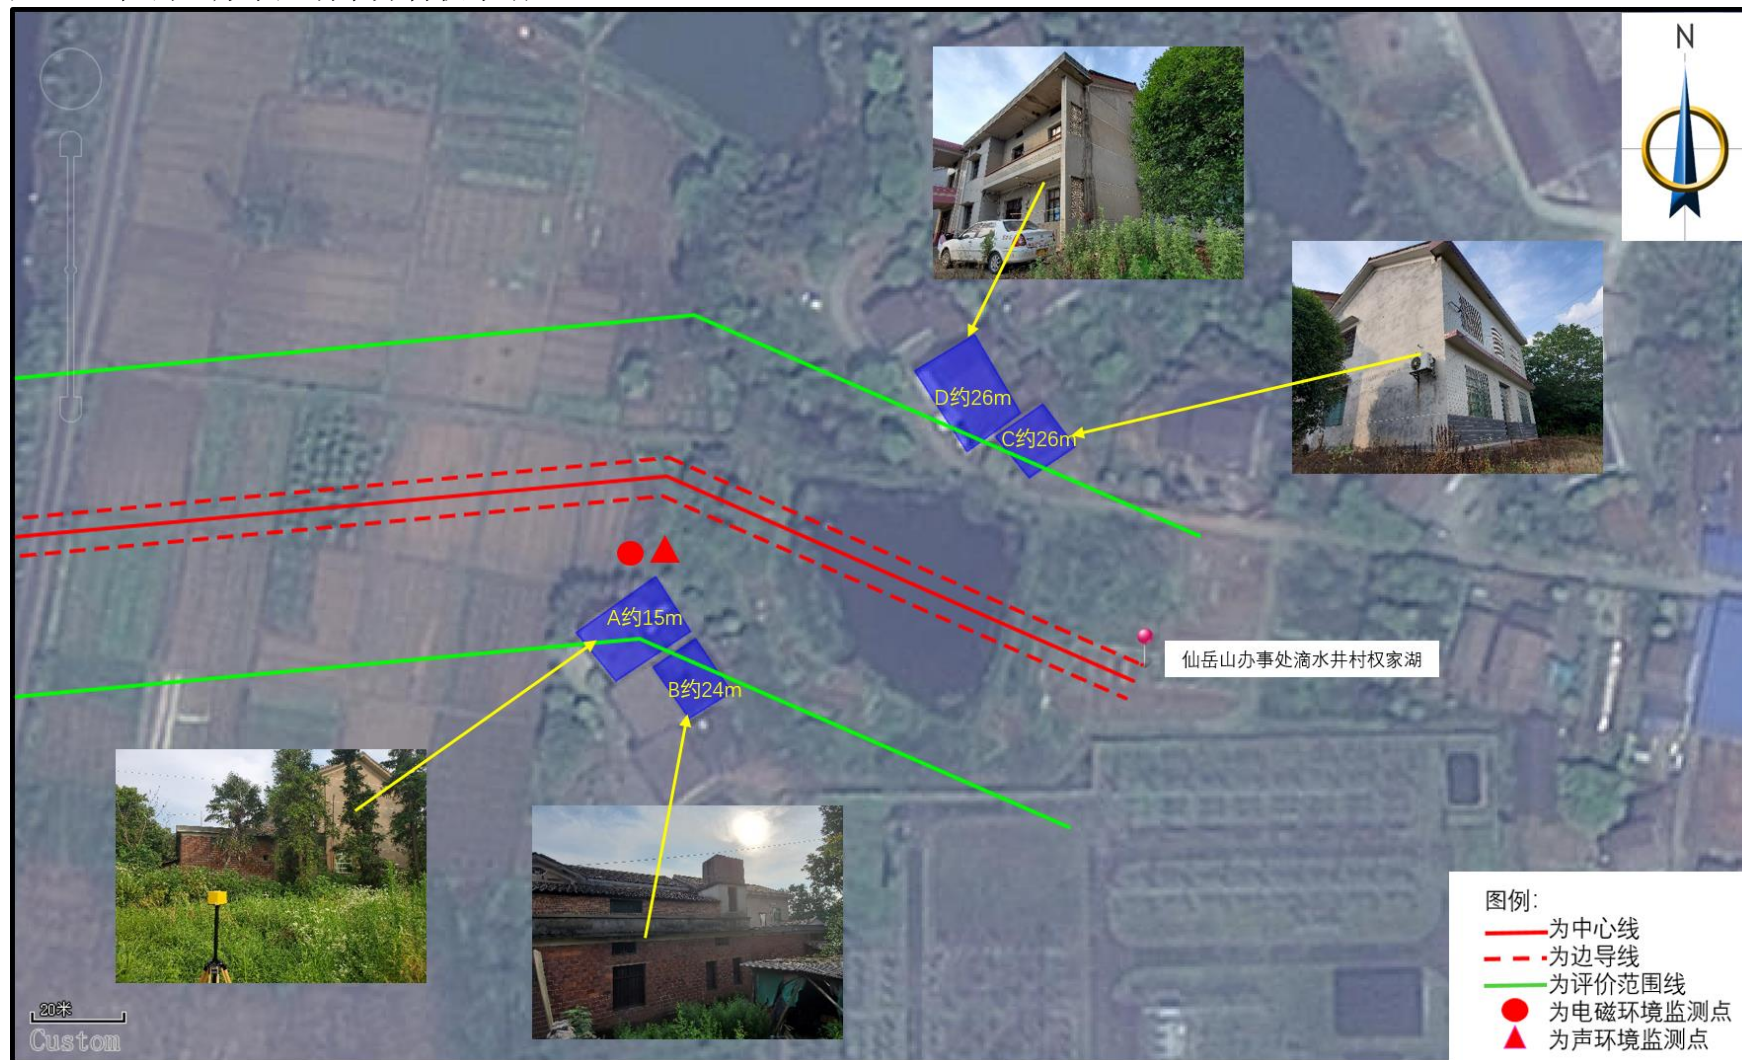 N
D约26m
C约26m
A约15m
B约24m
仙岳山办事处滴水井村权家湖
图例：
为中心线
为边导线
为评价范围线
为电磁环境监测点
为声环境监测点
20米
Custom